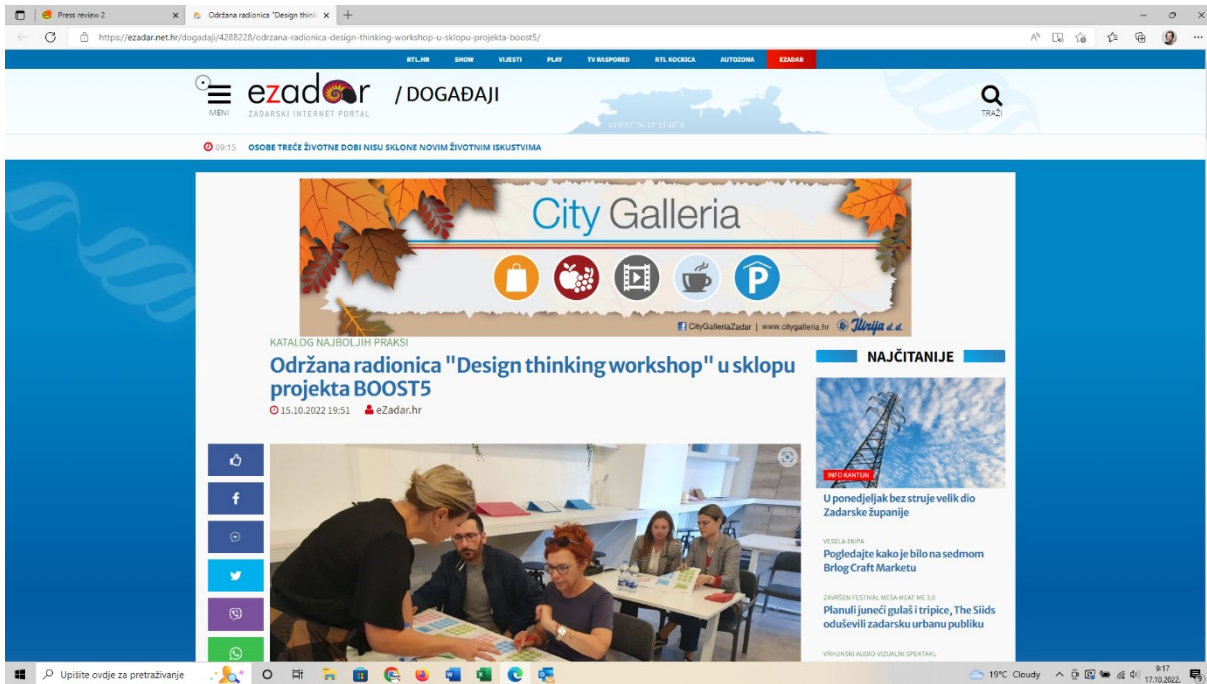 Press review 2
Održana radionica "Design think
https://ezadar.net.hr/dogadaji/4288228/odrzana-radionica-design-thinking-workshop-u-sklopu-projekta-boost5/
RTL.HR SHOW VIJESTI PLAY TV RASPORED RTL KOCKICA AUTOZONA EZADAR
MENI
ezadar
ZADARSKI INTERNET PORTAL
/ DOGAĐAJI
TRAŽI
09:15 OSOBE TREĆE ŽIVOTNE DOBI NISU SKLONE NOVIM ŽIVOTNIM ISKUSTVIMA
City Galleria
P
CityGalleriaZadar | www.citygalleria.hr Ilirija d.d.
KATALOG NAJBOLJIH PRAKSI
Održana radionica "Design thinking workshop" u sklopu
projekta BOOST5
15.10.2022 19:51 eZadar.hr
NAJČITANIJE
INFO KANTUN
U ponedjeljak bez struje velik dio
Zadarske županije
VESELA EKIPA
Pogledajte kako je bilo na sedmom
Brlog Craft Marketu
ZAVRŠEN FESTIVAL MESA MEAT ME 3.0
Planuli juneći gulaš i tripice, The Siids
oduševili zadarsku urbanu publiku
VRHUNSKI AUDIO-VIZUALNI SPEKTAKL
Upišite ovdje za pretraživanje
19°C Cloudy
9:17
17.10.2022.